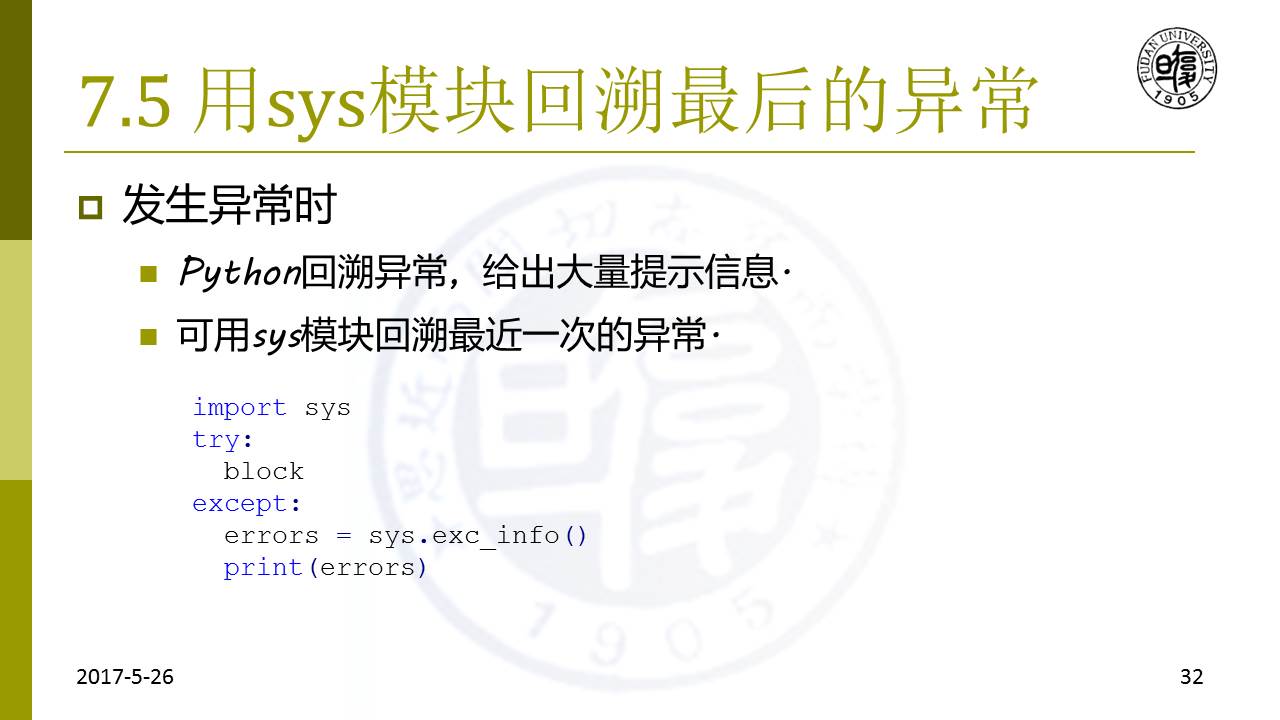 7.5 用sys模块回溯最后的异常
FUDAN UNIVERSITY
1905
发生异常时
Python回溯异常，给出大量提示信息.
可用sys模块回溯最近一次的异常.
import sys
try:
  block
except:
  errors = sys.exc_info()
  print(errors)
1905
2017-5-26
32